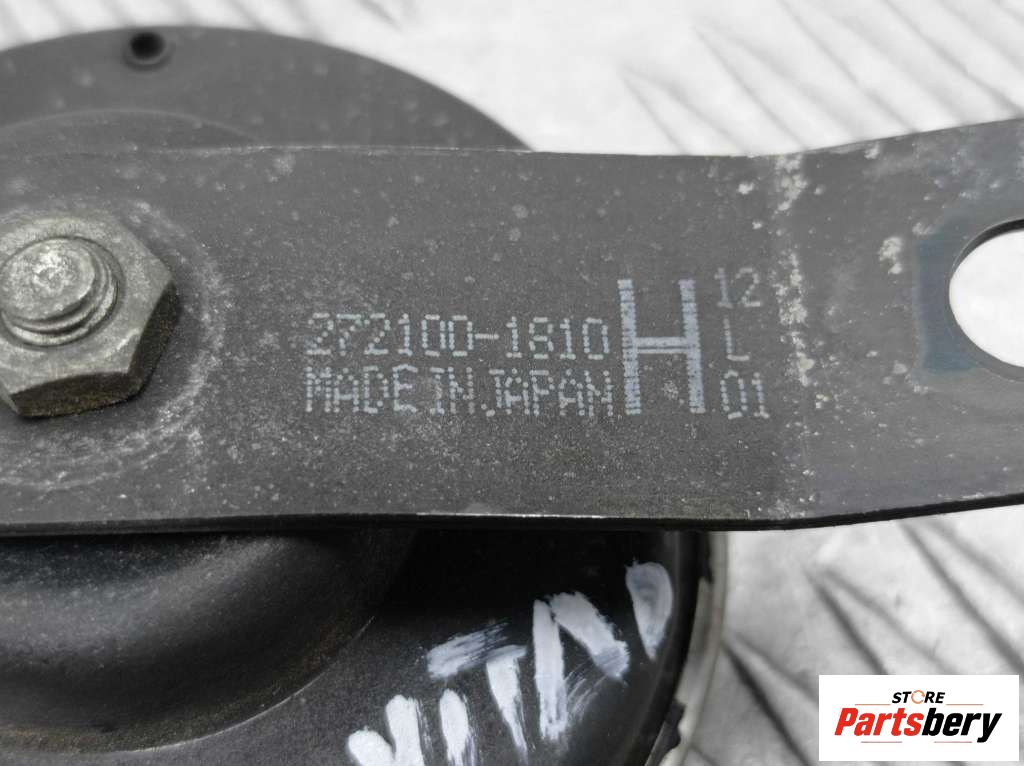 272100-1810
MADE IN JAPAN
H
12
L
01
STORE
Partsbery